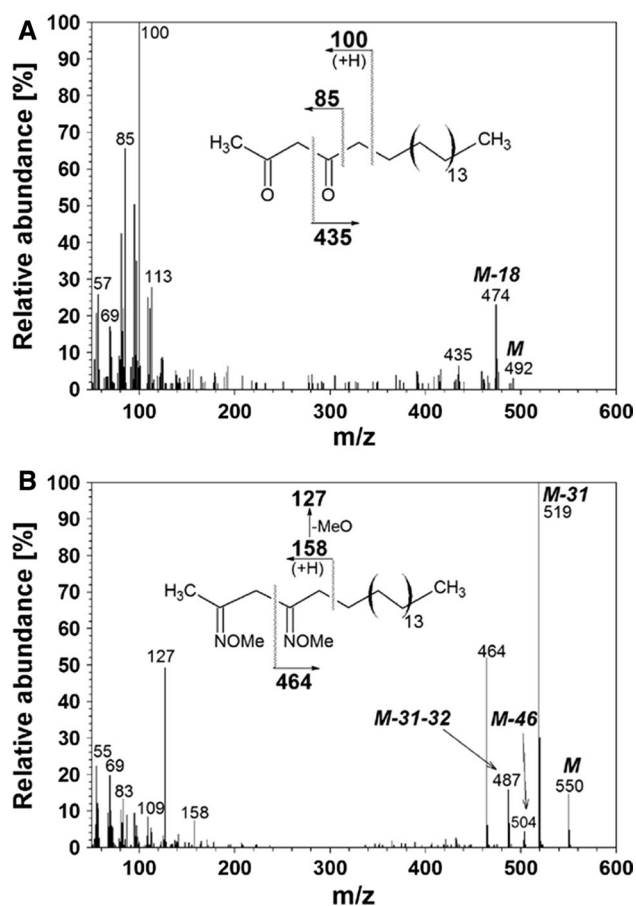 A
Relative abundance [%]
100
90
80
70
60
50
40
30
20
10
0
100
85
57
69
113
100
(+H)
85
H₃C
CH₃
13
O
O
435
M-18
474
435
M
492
100
200
300
400
500
600
m/z
B
Relative abundance [%]
100
90
80
70
60
50
40
30
20
10
0
127
-MeO
158
(+H)
H₃C
CH₃
13
NOMe
NOMe
464
M-31
519
127
464
M-31-32
M-46
55
69
83
109
158
487
504
M
550
100
200
300
400
500
600
m/z